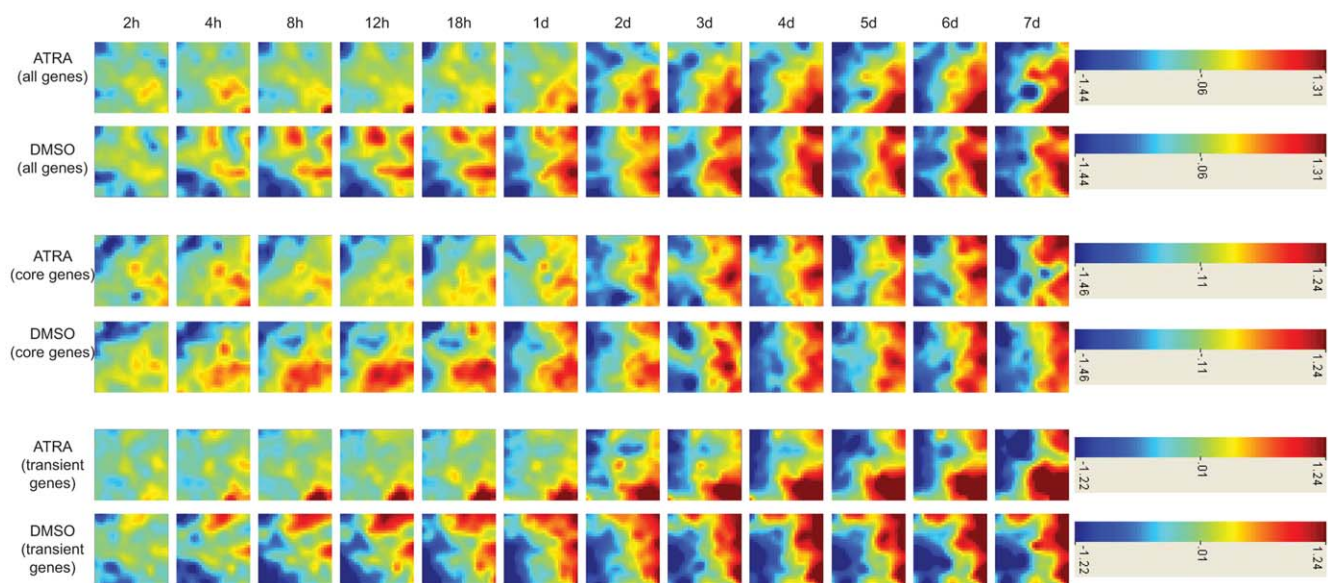 2h 4h 8h 12h 18h 1d 2d 3d 4d 5d 6d 7d
ATRA
(all genes)
-1.44 -.06 1.31
DMSO
(all genes)
-1.44 -.06 1.31
ATRA
(core genes)
-1.46 -.11 1.24
DMSO
(core genes)
-1.46 -.11 1.24
ATRA
(transient
genes)
-1.22 -.01 1.24
DMSO
(transient
genes)
-1.22 -.01 1.24